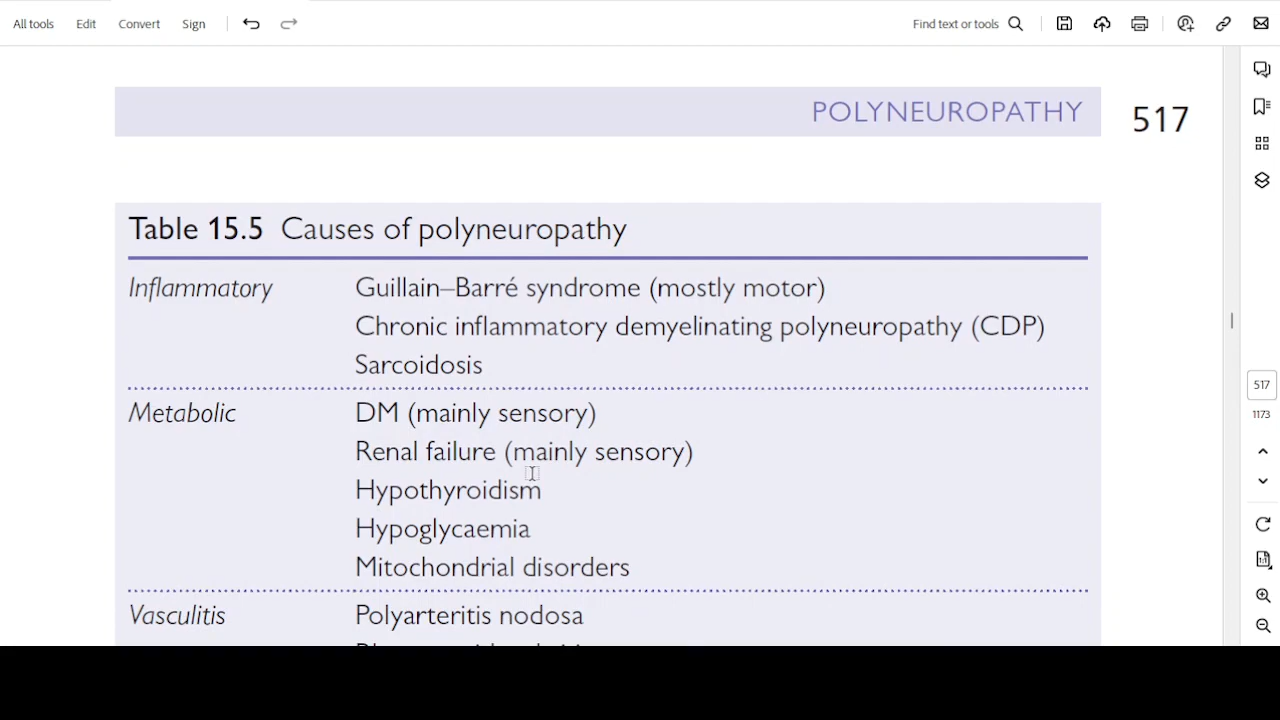 All tools Edit Convert Sign Find text or tools
POLYNEUROPATHY 517
Table 15.5 Causes of polyneuropathy
Inflammatory Guillain–Barré syndrome (mostly motor)
Chronic inflammatory demyelinating polyneuropathy (CDP)
Sarcoidosis
Metabolic DM (mainly sensory)
Renal failure (mainly sensory)
Hypothyroidism
Hypoglycaemia
Mitochondrial disorders
Vasculitis Polyarteritis nodosa
517
1173